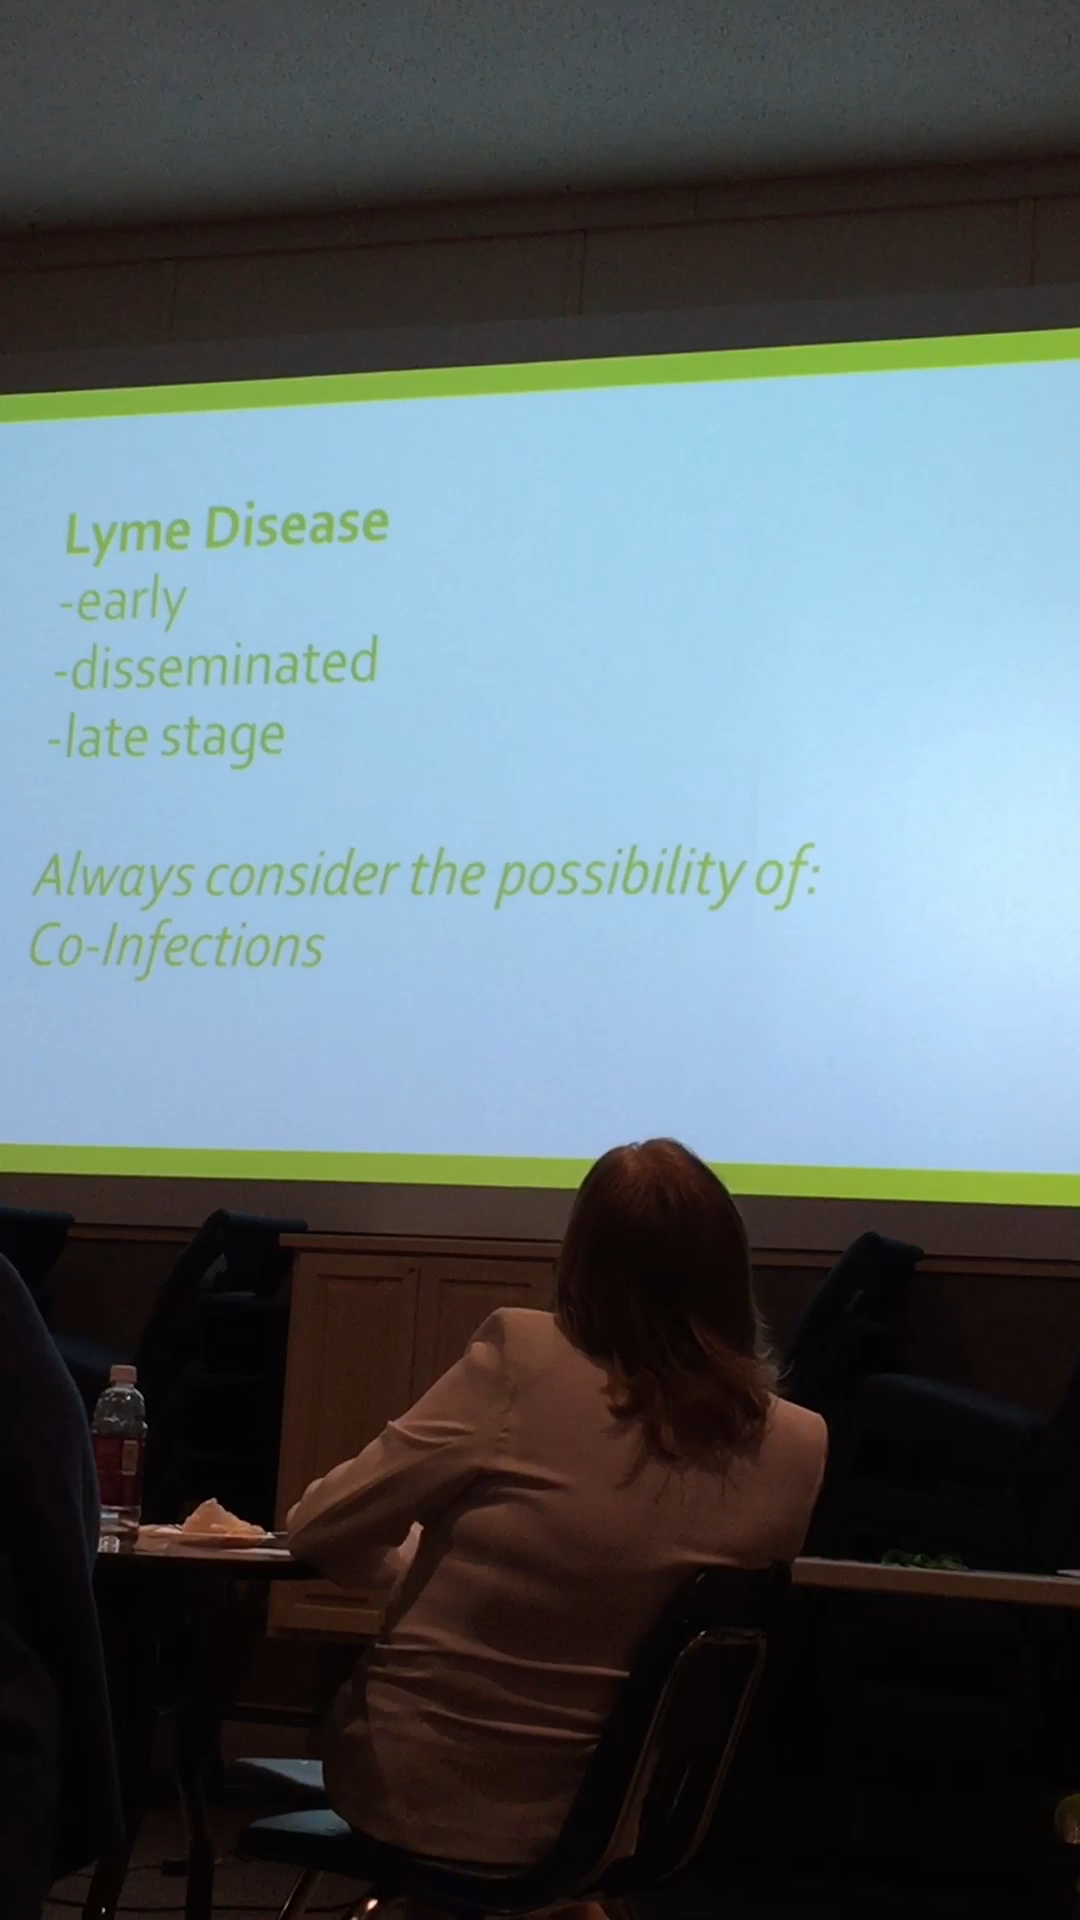 Lyme Disease
-early
-disseminated
-late stage
Always consider the possibility of:
Co-Infections